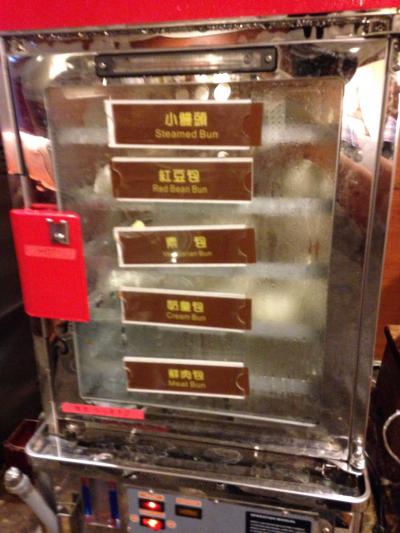 小饅頭
Steamed Bun
紅豆包
Red Bean Bun
素 包
Vegetarian Bun
奶皇包
Cream Bun
鮮肉包
Meat Bun